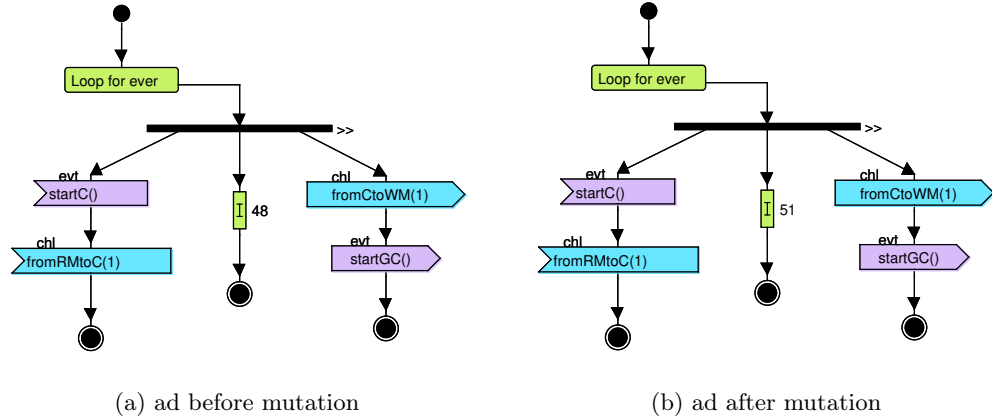 Loop for ever
>>
evt
startC()
chl
fromRMtoC(1)
48
chl
fromCtoWM(1)
evt
startGC()
(a) ad before mutation
Loop for ever
>>
evt
startC()
chl
fromRMtoC(1)
51
chl
fromCtoWM(1)
evt
startGC()
(b) ad after mutation